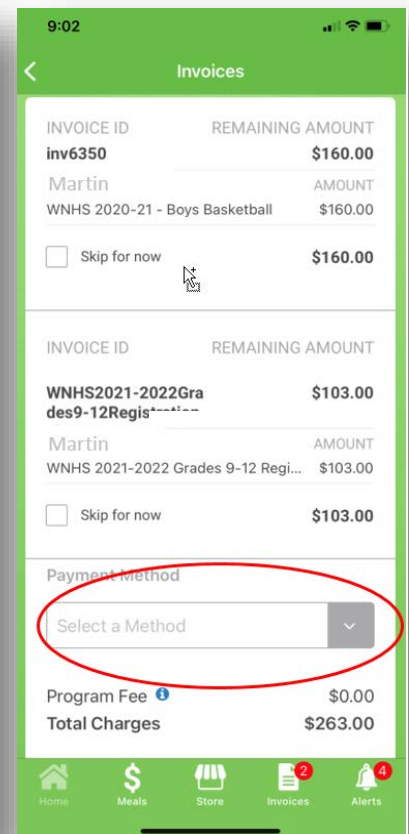 9:02
Invoices
INVOICE ID REMAINING AMOUNT
inv6350 $160.00
Martin AMOUNT
WNHS 2020-21 - Boys Basketball $160.00
Skip for now $160.00
INVOICE ID REMAINING AMOUNT
WNHS2021-2022Gra $103.00
des9-12Registration
Martin AMOUNT
WNHS 2021-2022 Grades 9-12 Regi... $103.00
Skip for now $103.00
Payment Method
Select a Method
Program Fee $0.00
Total Charges $263.00
2 4
Home Meals Store Invoices Alerts